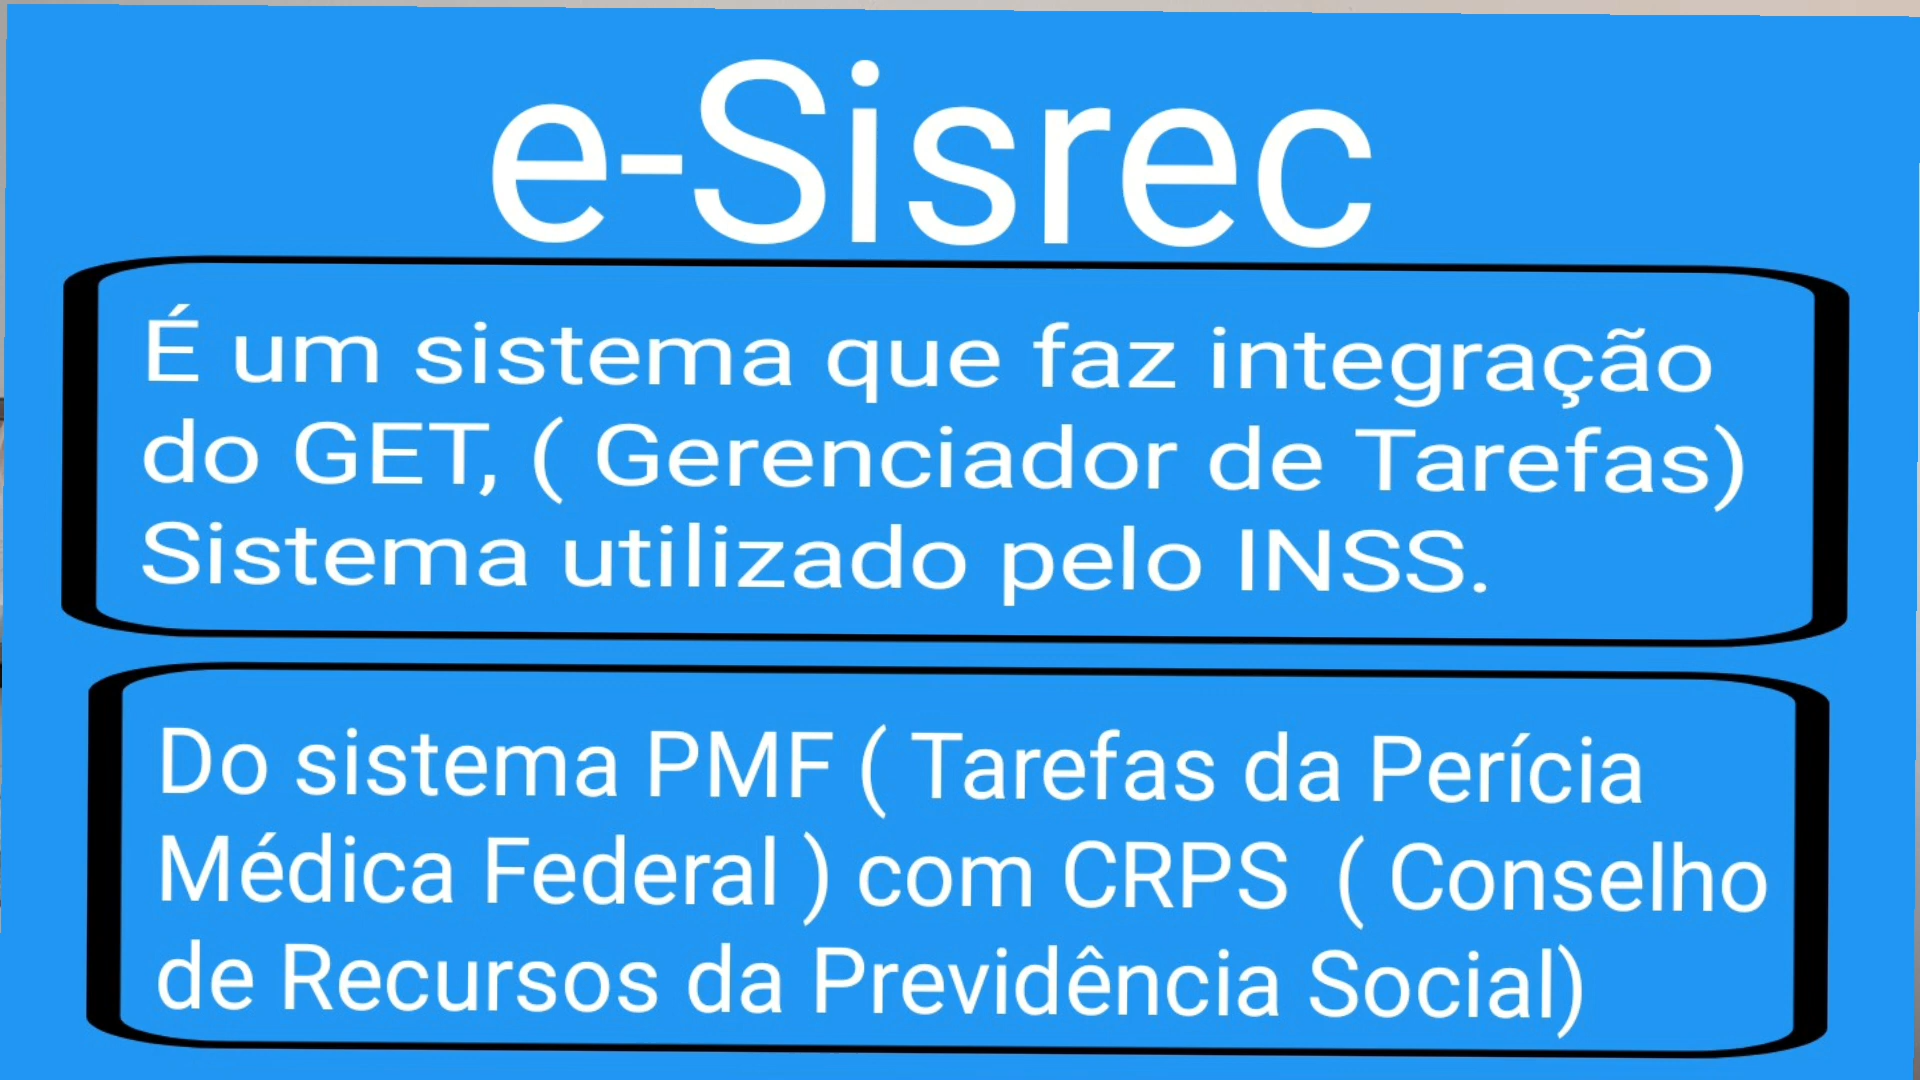 e-Sisrec
É um sistema que faz integração
do GET, ( Gerenciador de Tarefas)
Sistema utilizado pelo INSS.
Do sistema PMF ( Tarefas da Perícia
Médica Federal ) com CRPS ( Conselho
de Recursos da Previdência Social)